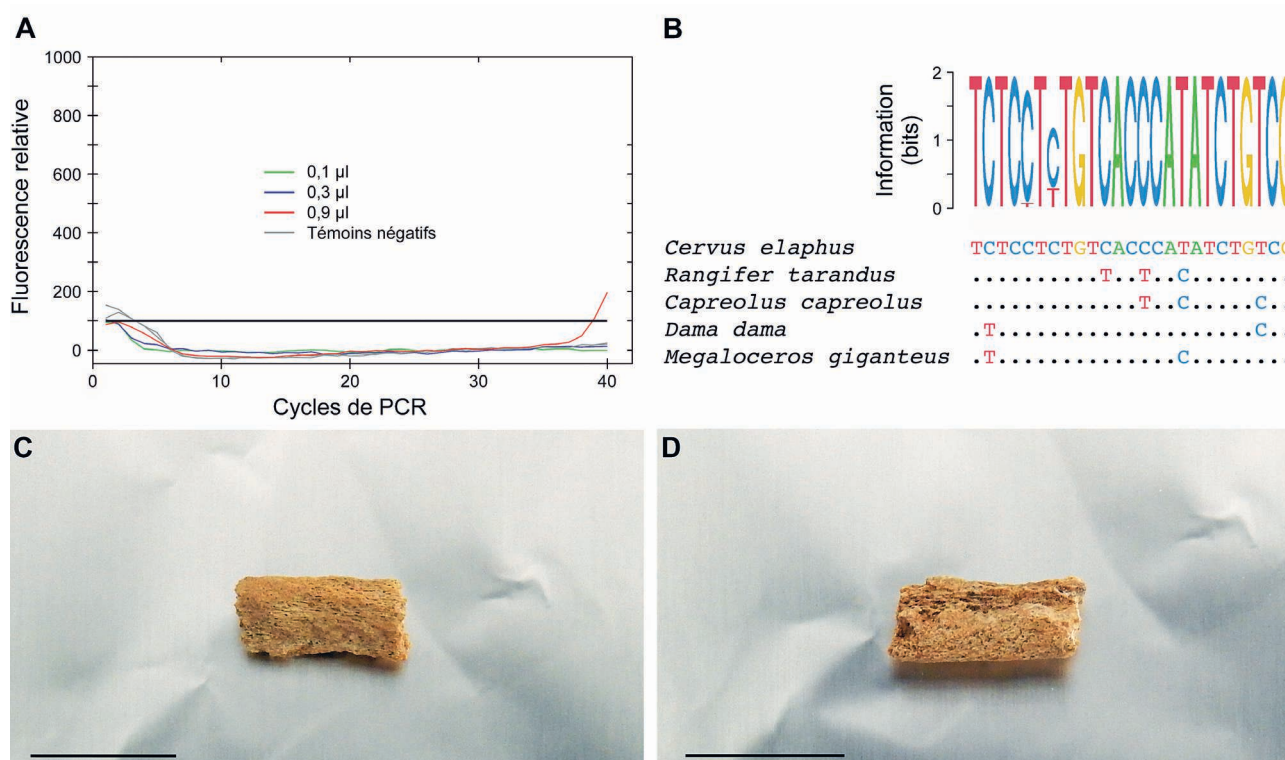 A
1000
800
600
400
200
0
Fluorescence relative
0,1 µl
0,3 µl
0,9 µl
Témoins négatifs
0 10 20 30 40
Cycles de PCR
B
2
1
0
Information
(bits)
TCTCCTCTGTCACCCATATCTGTC
Cervus elaphus TCTCCTCTGTCACCCATATCTGTC
Rangifer tarandus ..........T..T..C.......
Capreolus capreolus .............T..C.....C.
Dama dama .T....................C.
Megaloceros giganteus .T..............C.......
C
D